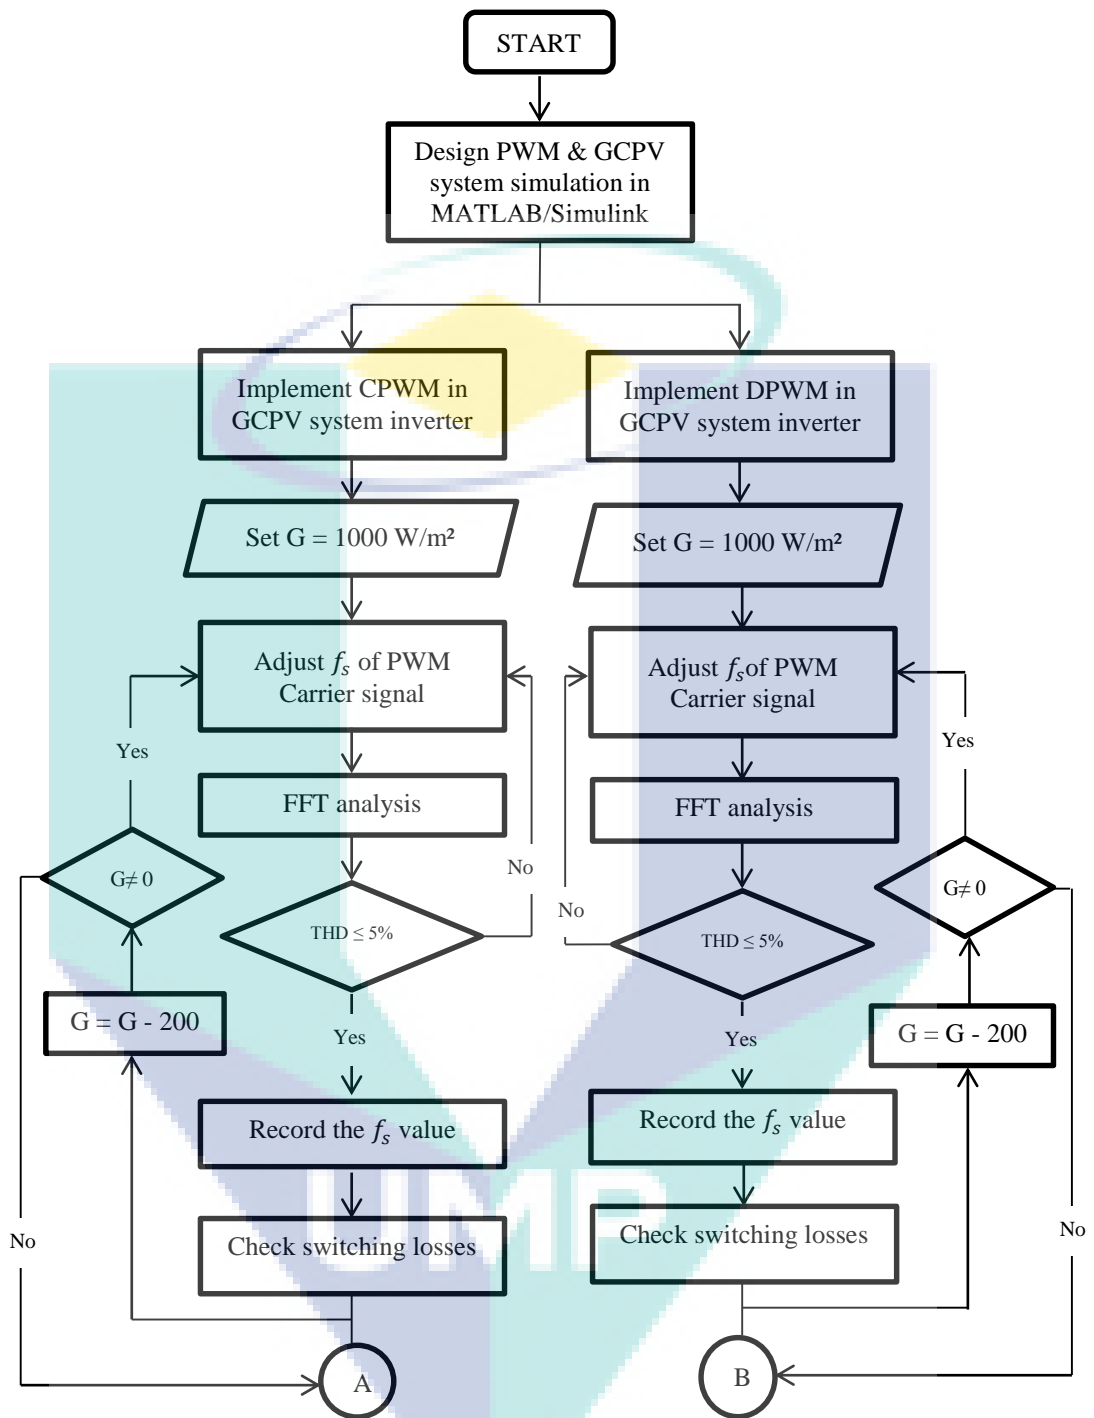 START
Design PWM & GCPV
system simulation in
MATLAB/Simulink
Implement CPWM in
GCPV system inverter
Implement DPWM in
GCPV system inverter
Set G = 1000 W/m²
Set G = 1000 W/m²
Adjust fₛ of PWM
Carrier signal
Adjust fₛof PWM
Carrier signal
Yes
Yes
FFT analysis
FFT analysis
No
No
G≠ 0
G≠ 0
THD ≤ 5%
THD ≤ 5%
G = G - 200
G = G - 200
Yes
Yes
Record the fₛ value
Record the fₛ value
UMP
Check switching losses
Check switching losses
No
No
A
B